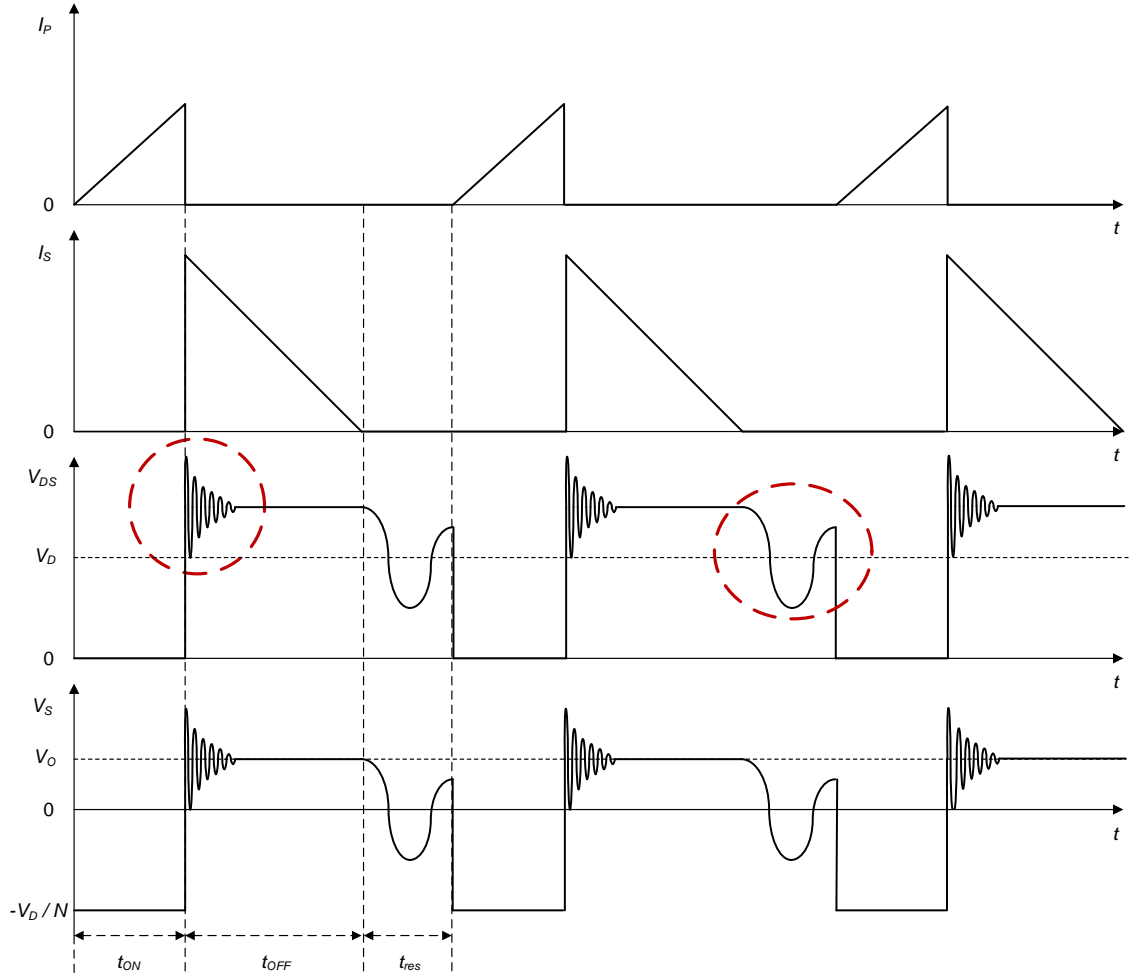 I_P
0
t
I_S
0
t
V_DS
V_D
0
t
V_S
V_O
0
t
-V_D / N
t_ON
t_OFF
t_res